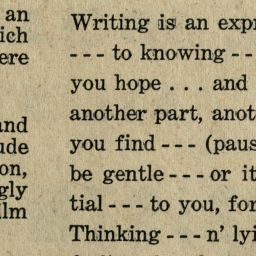 an
ich
ere
and
ude
on,
gly
ilm
Writing is an expr
--- to knowing --
you hope . . . and
another part, anot
you find --- (paus
be gentle --- or it
tial --- to you, for
Thinking --- n' lyi